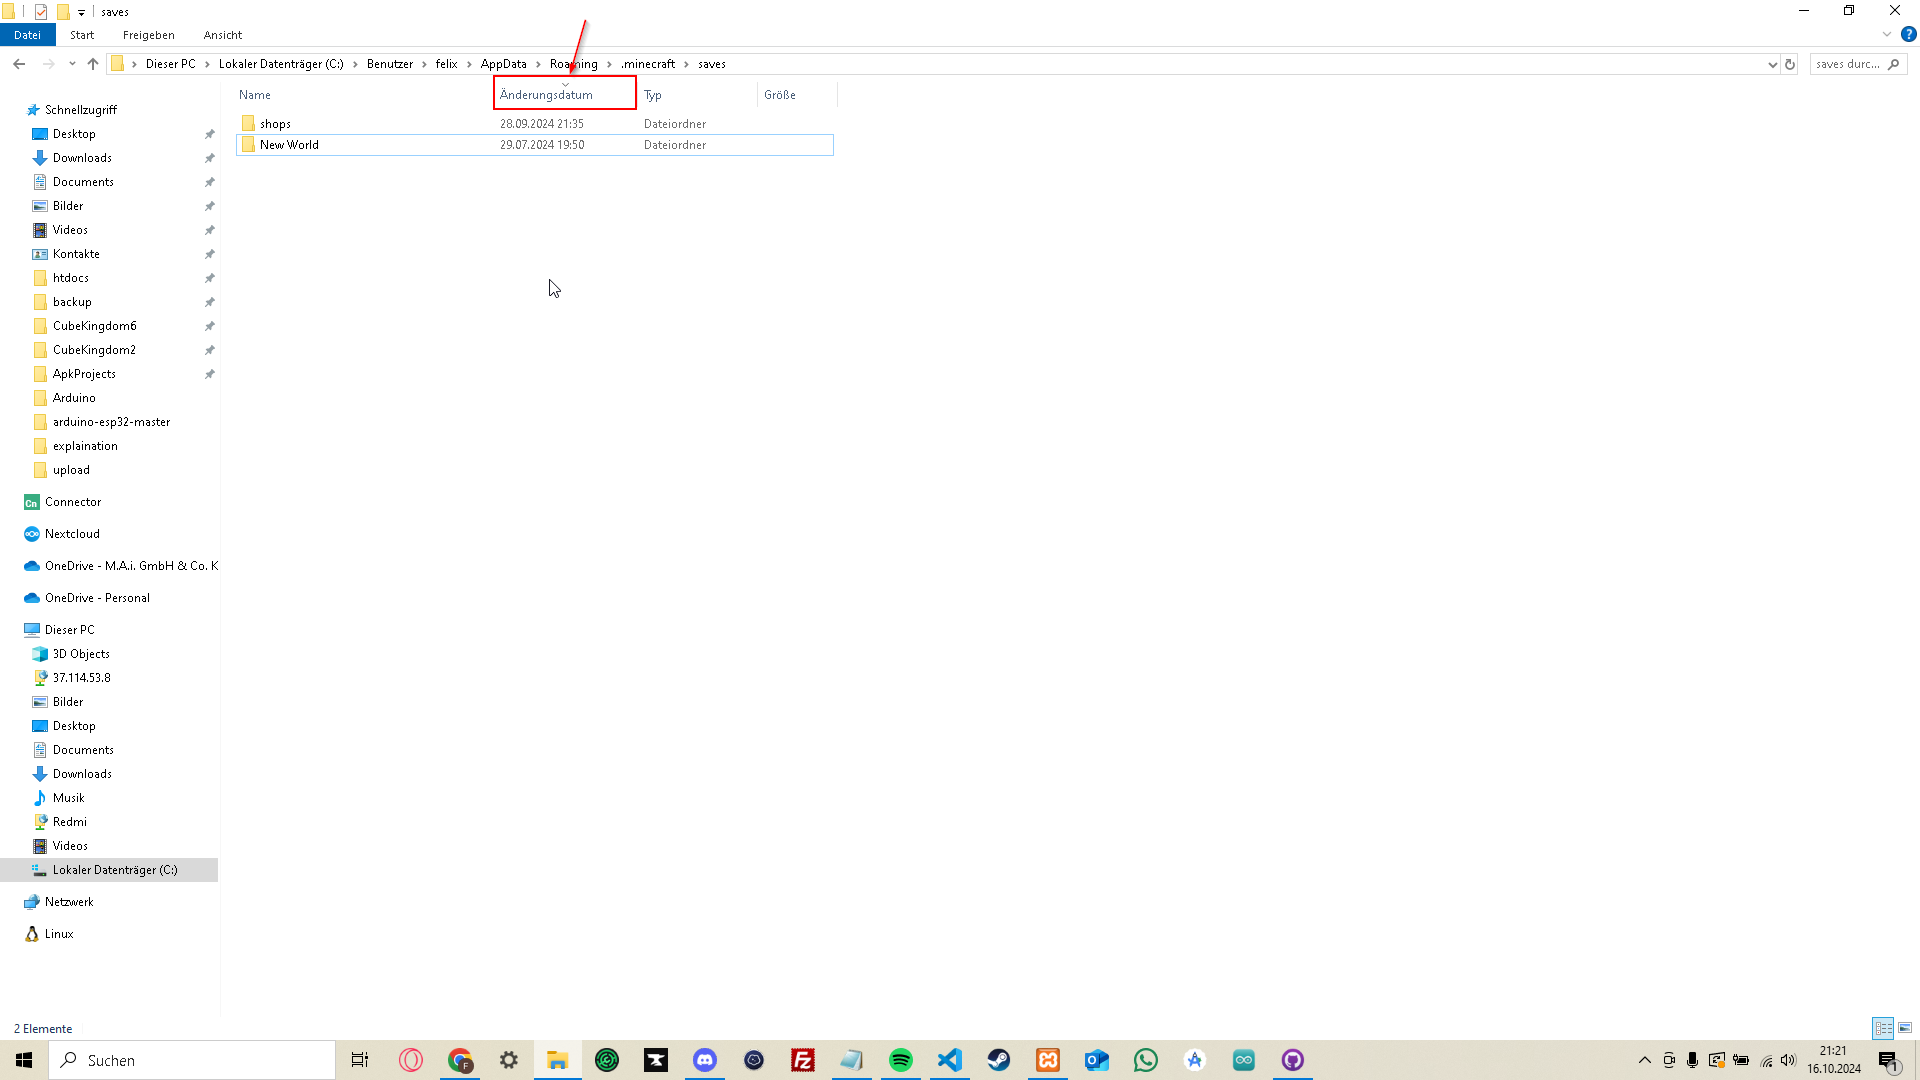 saves
Datei Start Freigeben Ansicht
Dieser PC Lokaler Datenträger (C:) Benutzer felix AppData Roaming .minecraft saves
saves durc...
Name Änderungsdatum Typ Größe
shops 28.09.2024 21:35 Dateiordner
New World 29.07.2024 19:50 Dateiordner
Schnellzugriff
Desktop
Downloads
Documents
Bilder
Videos
Kontakte
htdocs
backup
CubeKingdom6
CubeKingdom2
ApkProjects
Arduino
arduino-esp32-master
explaination
upload
Cn Connector
Nextcloud
OneDrive - M.A.i. GmbH & Co. K
OneDrive - Personal
Dieser PC
3D Objects
37.114.53.8
Bilder
Desktop
Documents
Downloads
Musik
Redmi
Videos
Lokaler Datenträger (C:)
Netzwerk
Linux
2 Elemente
Suchen
F
FZ
21:21
16.10.2024
1